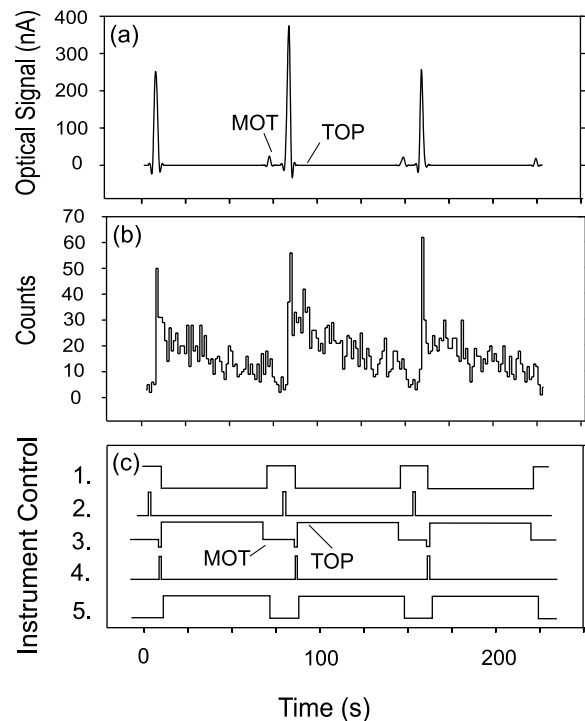 400
(a)
300
200
MOT
TOP
100
0
Optical Signal (nA)
70
(b)
60
50
40
30
20
10
0
Counts
(c)
1.
2.
3.
MOT
TOP
4.
5.
Instrument Control
0
100
200
Time (s)